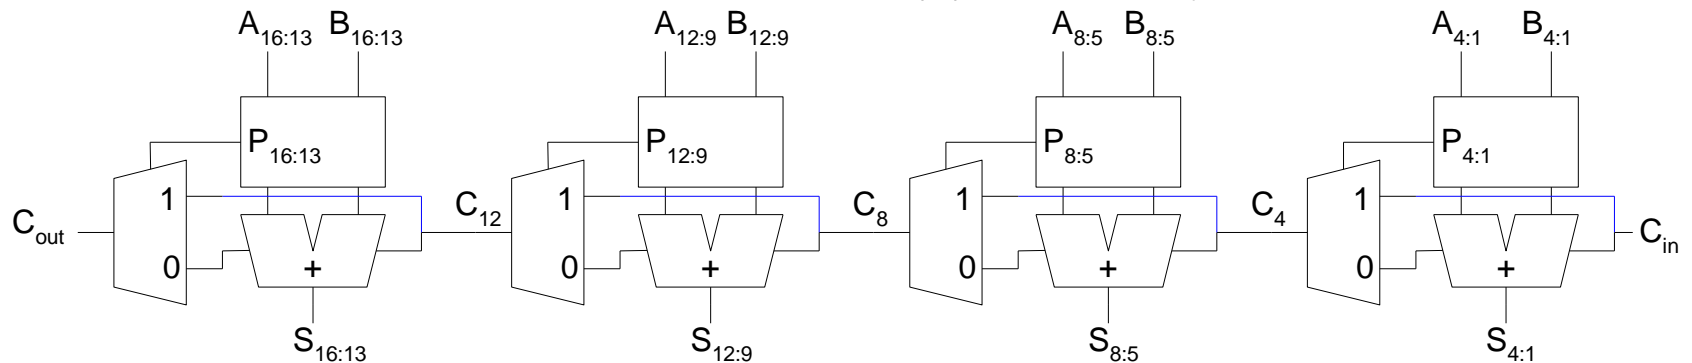 A16:13 B16:13 A12:9 B12:9 A8:5 B8:5 A4:1 B4:1
P16:13 P12:9 P8:5 P4:1
1 1 1 1
Cout C12 C8 C4 Cin
0 + 0 + 0 + 0 +
S16:13 S12:9 S8:5 S4:1